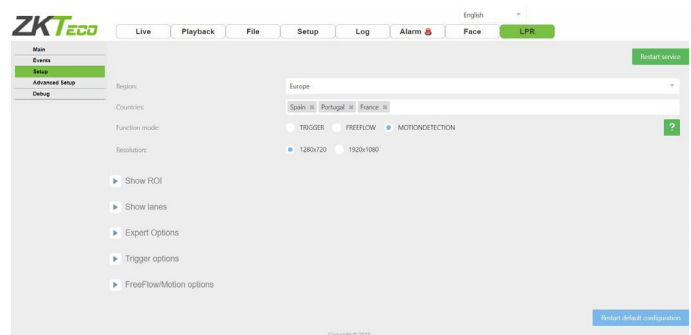 English
ZKTeco
Live Playback File Setup Log Alarm Face LPR
Main
Events
Setup
Advanced Setup
Debug
Restart service
Region: Europe
Countries: Spain Portugal France
Function mode: TRIGGER FREEFLOW MOTIONDETECTION
?
Resolution: 1280x720 1920x1080
Show ROI
Show lanes
Expert Options
Trigger options
FreeFlow/Motion options
Restart default configuration